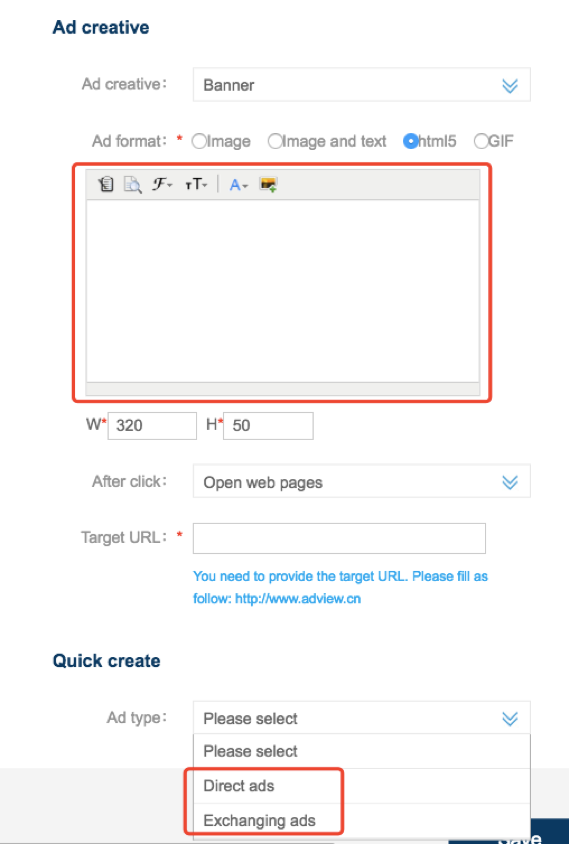 Ad creative
Ad creative: Banner
Ad format: * Image Image and text html5 GIF
F TT A
W* 320 H* 50
After click: Open web pages
Target URL: *
You need to provide the target URL. Please fill as
follow: http://www.adview.cn
Quick create
Ad type: Please select
Please select
Direct ads
Exchanging ads
Save